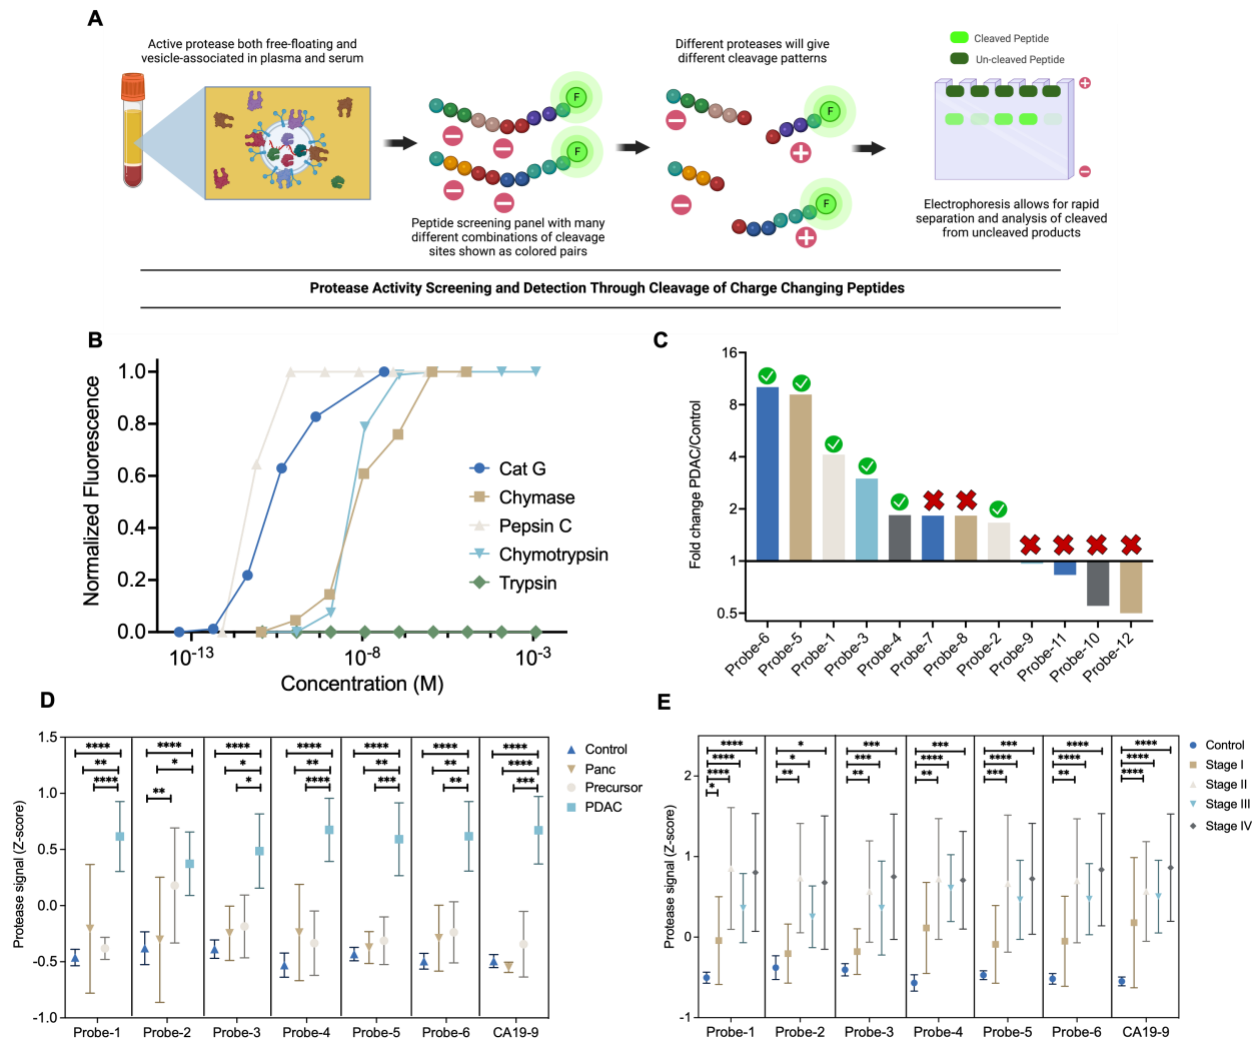 A
Active protease both free-floating and
vesicle-associated in plasma and serum
F
F
Peptide screening panel with many
different combinations of cleavage
sites shown as colored pairs
Different proteases will give
different cleavage patterns
F
F
Cleaved Peptide
Un-cleaved Peptide
Electrophoresis allows for rapid
separation and analysis of cleaved
from uncleaved products
Protease Activity Screening and Detection Through Cleavage of Charge Changing Peptides
B
Normalized Fluorescence
1.0
0.8
0.6
0.4
0.2
0.0
10-13
10-8
10-3
Concentration (M)
Cat G
Chymase
Pepsin C
Chymotrypsin
Trypsin
C
Fold change PDAC/Control
16
8
4
2
1
0.5
Probe-6
Probe-5
Probe-1
Probe-3
Probe-4
Probe-7
Probe-8
Probe-2
Probe-9
Probe-11
Probe-10
Probe-12
D
Protease signal (Z-score)
1.5
1.0
0.5
0.0
-0.5
-1.0
**** **** **** **** **** **** ****
** * * ** ** ** ****
**** ** * **** *** ** ***
Probe-1 Probe-2 Probe-3 Probe-4 Probe-5 Probe-6 CA19-9
Control
Panc
Precursor
PDAC
E
Protease signal (Z-score)
2
1
0
-1
**** * *** *** *** **** ****
**** * *** **** **** **** ****
**** ** ** ** *** ** ****
*
Probe-1 Probe-2 Probe-3 Probe-4 Probe-5 Probe-6 CA19-9
Control
Stage I
Stage II
Stage III
Stage IV